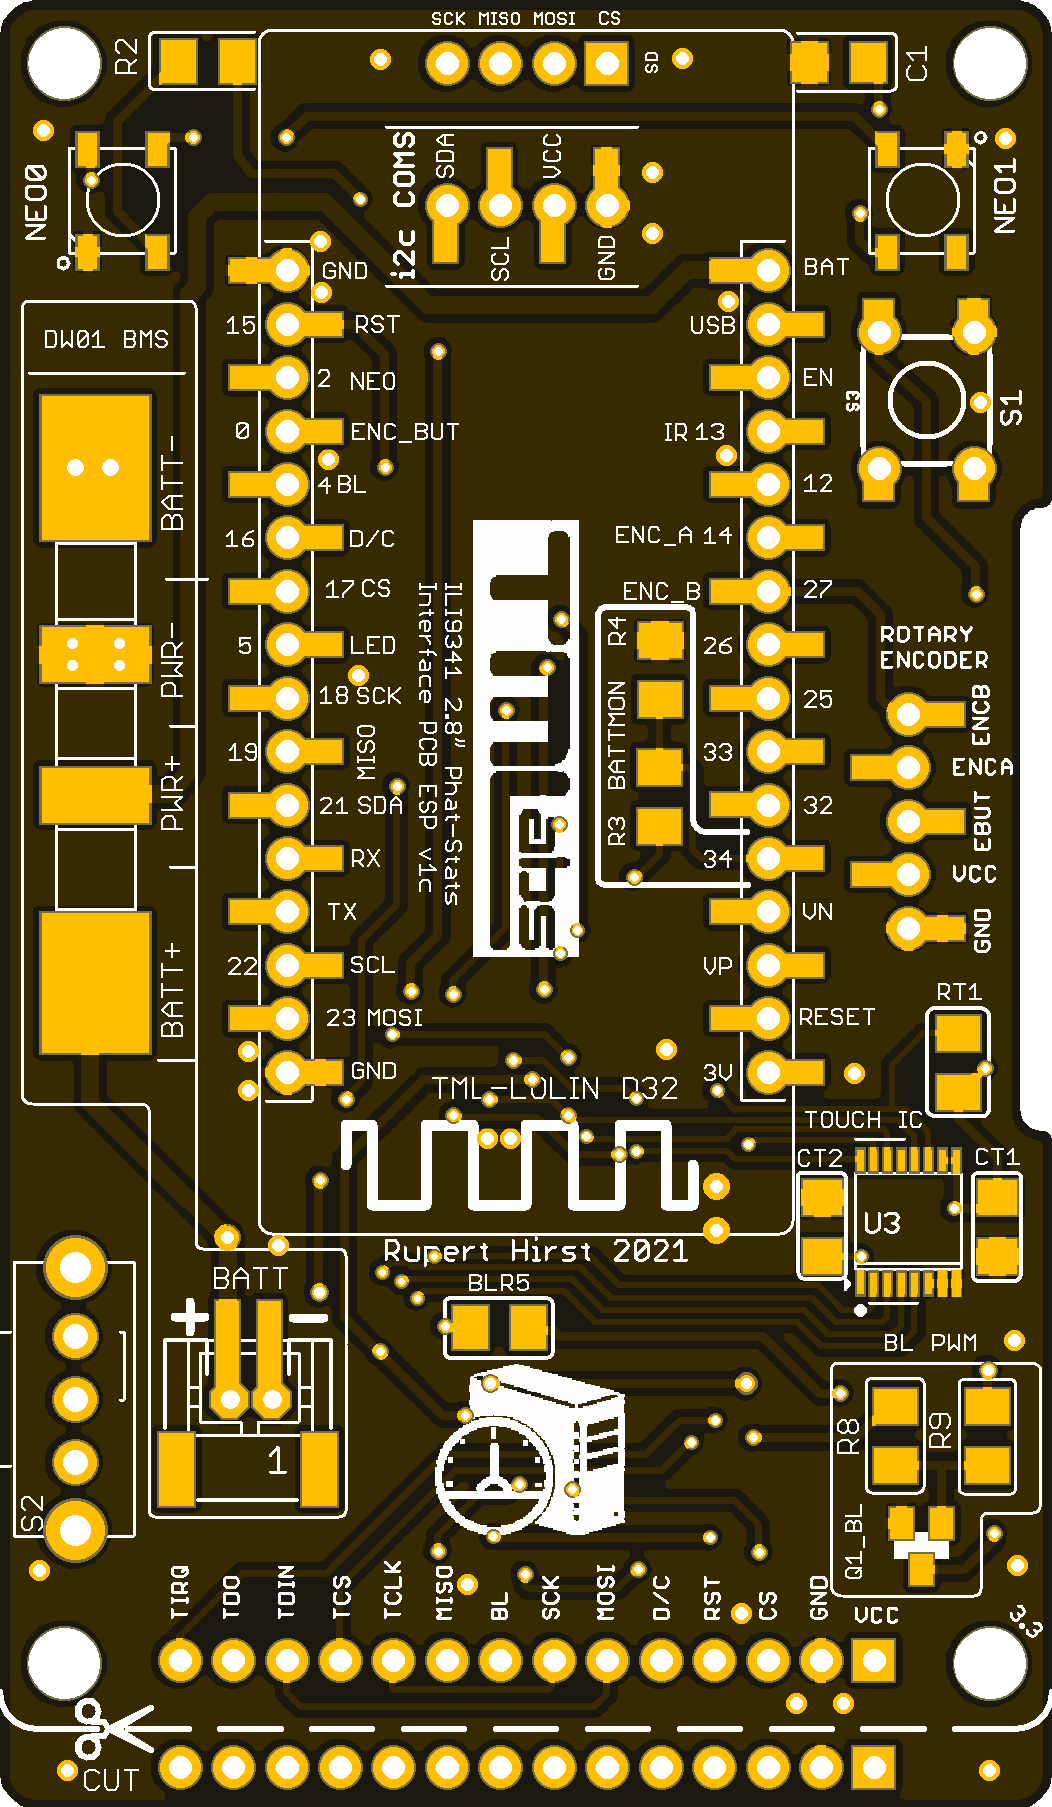 SCK MISO MOSI CS
R2
SD
C1
i2c COMS
SDA
VCC
SCL
GND
NEO0
NEO1
GND
BAT
15 RST
USB
DW01 BMS
2 NEO
EN
S3
S1
0 ENC_BUT
IR 13
4 BL
12
BATT-
16 D/C
ENC_A 14
17 CS
ENC_B
27
5 LED
R4
26
ROTARY
ENCODER
PWR-
18 SCK
25
ENCB
19 MISO
BATTMON
33
ENCA
PWR+
21 SDA
32
EBUT
RX
R3
34
VCC
TX
VN
GND
BATT+
22 SCL
VP
23 MOSI
RESET
RT1
GND
3V
ILI9341 2.8" Phat-Stats
Interface PCB ESP v1c
TML-LOLIN D32
TOUCH IC
CT2
CT1
U3
Rupert Hirst 2021
BATT
+ -
BLR5
BL PWM
1
R8
R9
S2
Q1_BL
TIRQ
TDO
TDIN
TCS
TCLK
MISO
BL
SCK
MOSI
D/C
RST
CS
GND
VCC
3.3
CUT